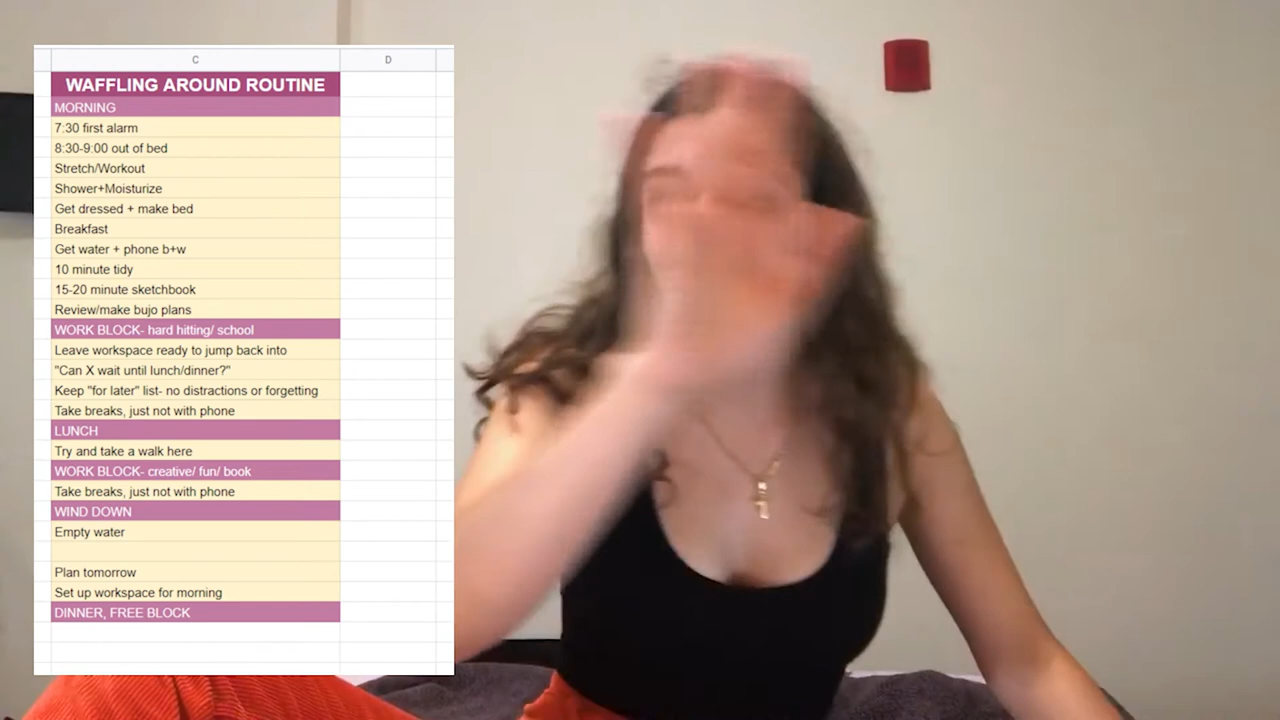 C
D
WAFFLING AROUND ROUTINE
MORNING
7:30 first alarm
8:30-9:00 out of bed
Stretch/Workout
Shower+Moisturize
Get dressed + make bed
Breakfast
Get water + phone b+w
10 minute tidy
15-20 minute sketchbook
Review/make bujo plans
WORK BLOCK- hard hitting/ school
Leave workspace ready to jump back into
"Can X wait until lunch/dinner?"
Keep "for later" list- no distractions or forgetting
Take breaks, just not with phone
LUNCH
Try and take a walk here
WORK BLOCK- creative/ fun/ book
Take breaks, just not with phone
WIND DOWN
Empty water
Plan tomorrow
Set up workspace for morning
DINNER, FREE BLOCK